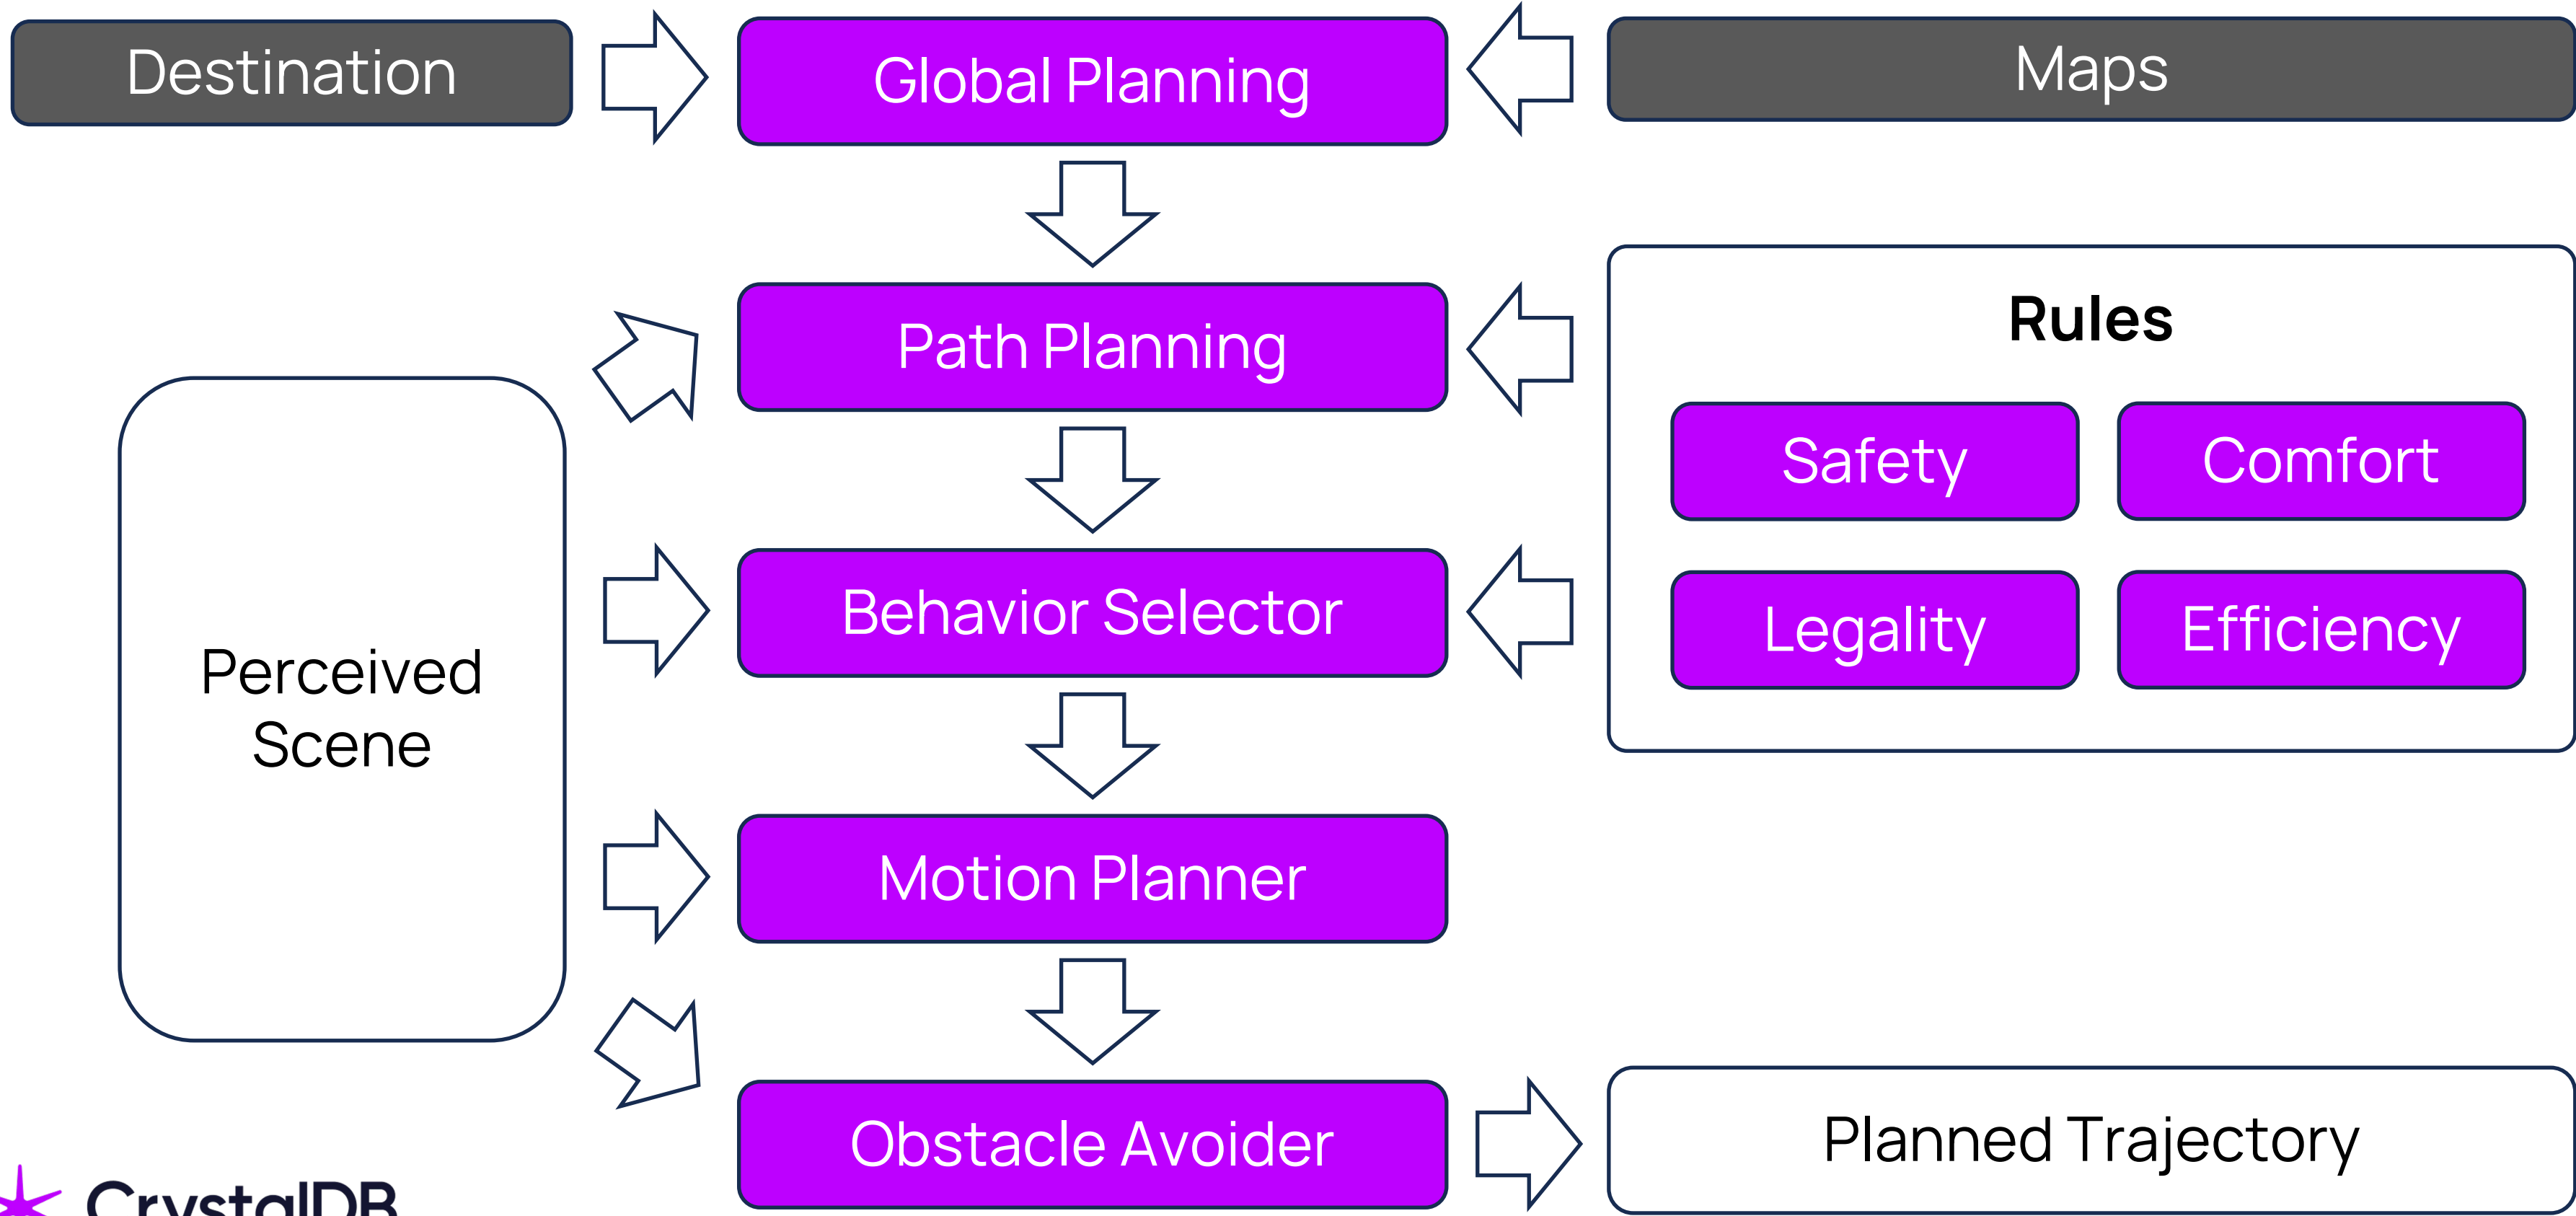 Destination
Global Planning
Maps
Path Planning
Rules
Safety
Comfort
Behavior Selector
Legality
Efficiency
Perceived
Scene
Motion Planner
Obstacle Avoider
Planned Trajectory
CrystalDB